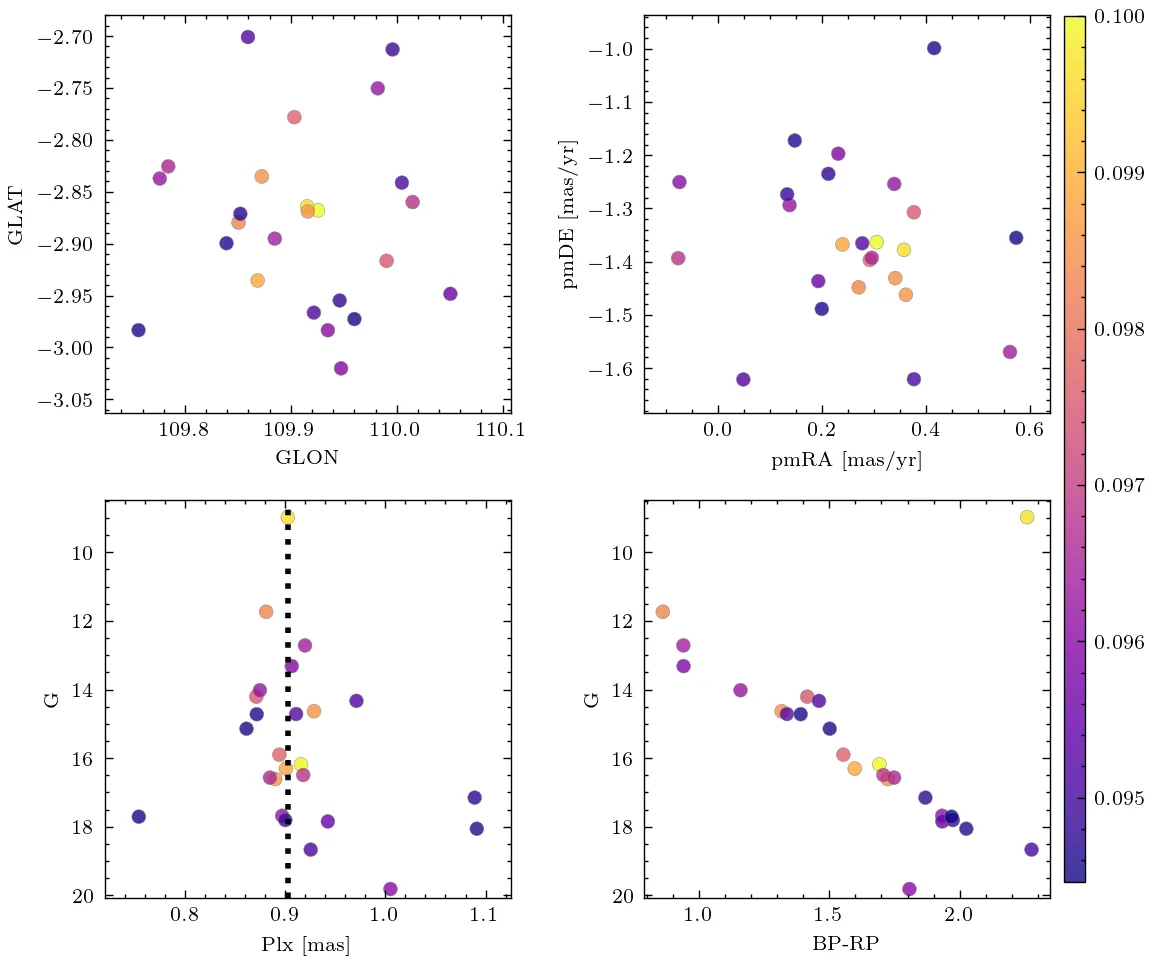 −2.70
−2.75
−2.80
−2.85
−2.90
−2.95
−3.00
−3.05
GLAT
109.8 109.9 110.0 110.1
GLON
−1.0
−1.1
−1.2
−1.3
−1.4
−1.5
−1.6
pmDE [mas/yr]
0.0 0.2 0.4 0.6
pmRA [mas/yr]
0.100
0.099
0.098
0.097
0.096
0.095
10
12
14
16
18
20
G
0.8 0.9 1.0 1.1
Plx [mas]
10
12
14
16
18
20
G
1.0 1.5 2.0
BP-RP